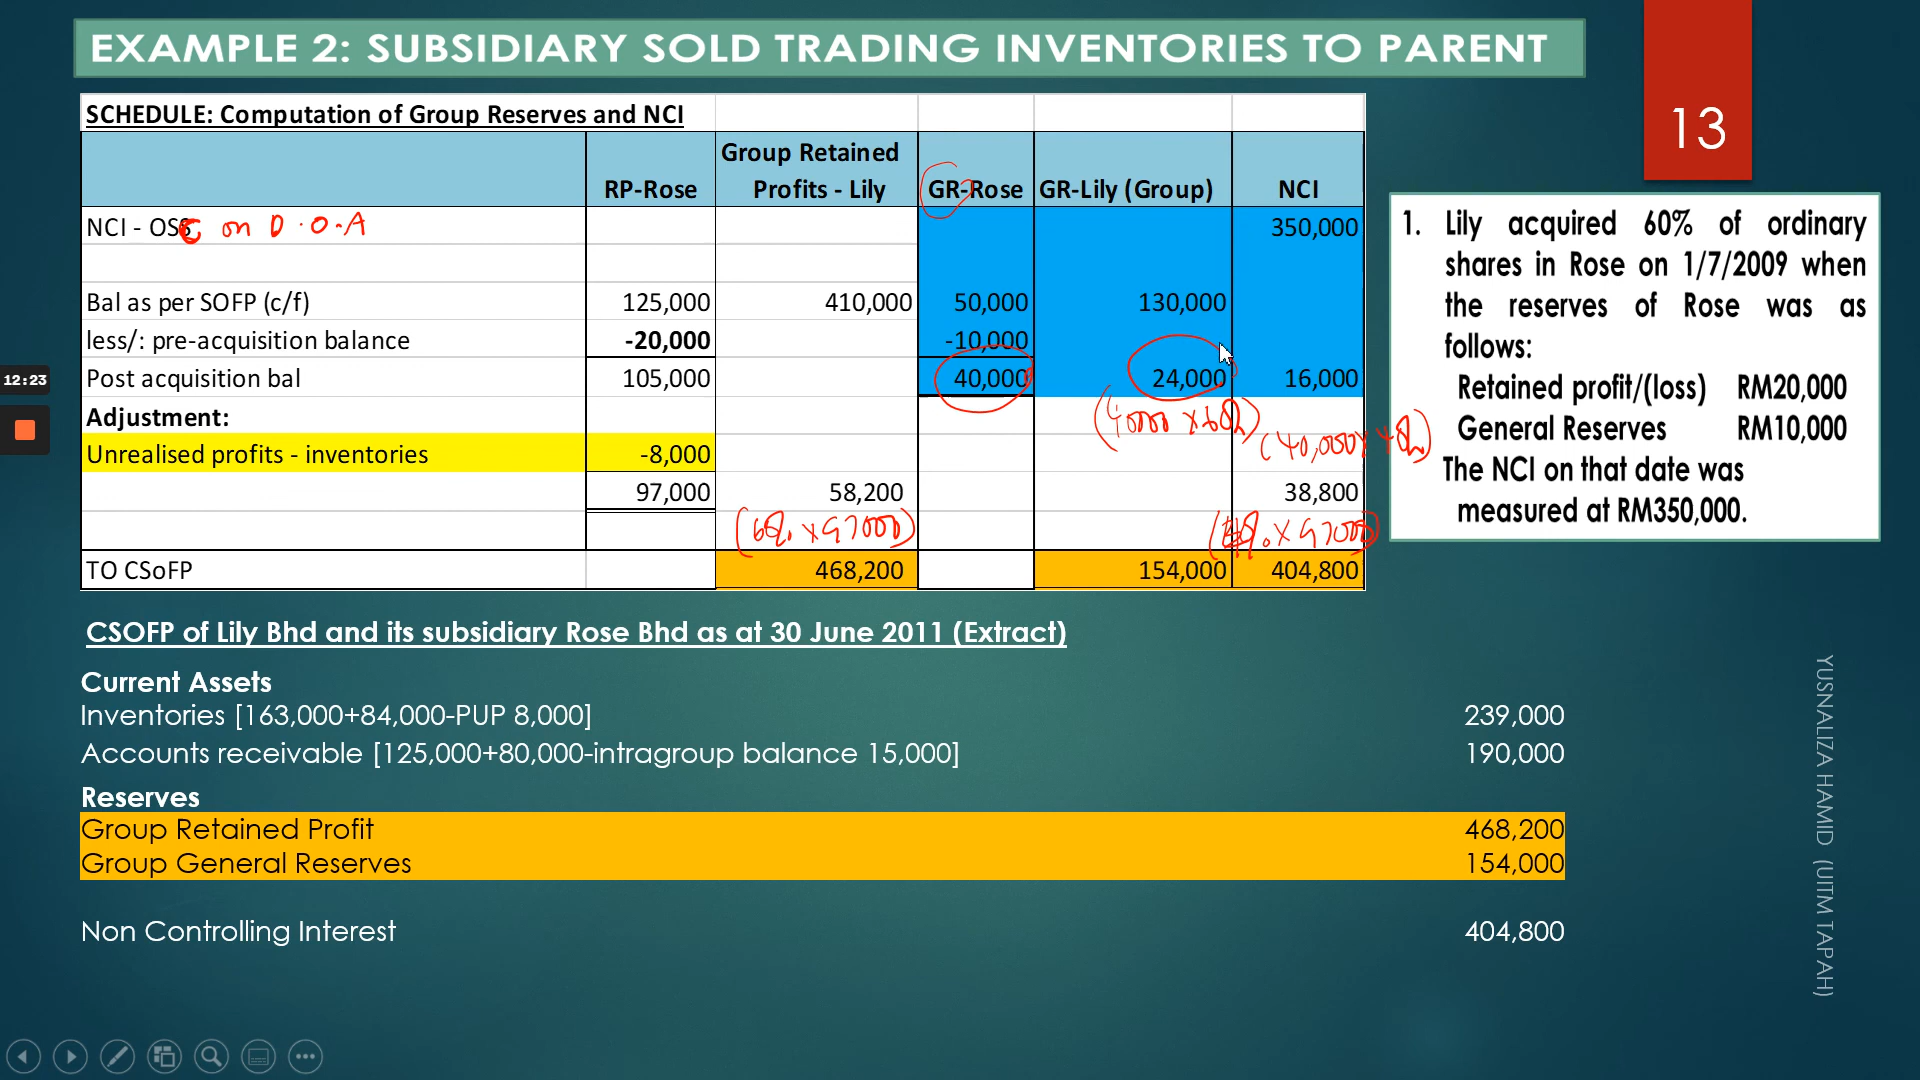 EXAMPLE 2: SUBSIDIARY SOLD TRADING INVENTORIES TO PARENT
13
SCHEDULE: Computation of Group Reserves and NCI
RP-Rose Group Retained Profits - Lily GR-Rose GR-Lily (Group) NCI
NCI - OSS on D.O.A 350,000
Bal as per SOFP (c/f) 125,000 410,000 50,000 130,000
less/: pre-acquisition balance -20,000 -10,000
Post acquisition bal 105,000 40,000 24,000 16,000
Adjustment:
(40,000 x 40%)
Unrealised profits - inventories -8,000
97,000 58,200 38,800
(60% x 97000) (40% x 97000)
TO CSoFP 468,200 154,000 404,800
1. Lily acquired 60% of ordinary
shares in Rose on 1/7/2009 when
the reserves of Rose was as
follows:
Retained profit/(loss) RM20,000
General Reserves RM10,000
The NCI on that date was
measured at RM350,000.
12:23
CSOFP of Lily Bhd and its subsidiary Rose Bhd as at 30 June 2011 (Extract)
Current Assets
Inventories [163,000+84,000-PUP 8,000] 239,000
Accounts receivable [125,000+80,000-intragroup balance 15,000] 190,000
Reserves
Group Retained Profit 468,200
Group General Reserves 154,000
Non Controlling Interest 404,800
YUSNALIZA HAMID (UITM TAPAH)